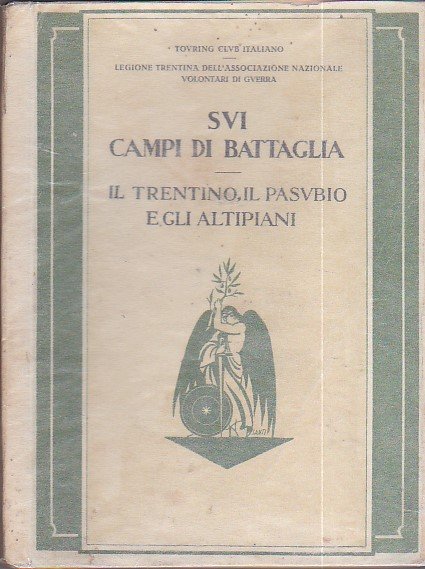 TOVRING CLVB ITALIANO
LEGIONE TRENTINA DELL'ASSOCIAZIONE NAZIONALE
VOLONTARI DI GVERRA
SVI
CAMPI DI BATTAGLIA
IL TRENTINO, IL PASVBIO
E GLI ALTIPIANI